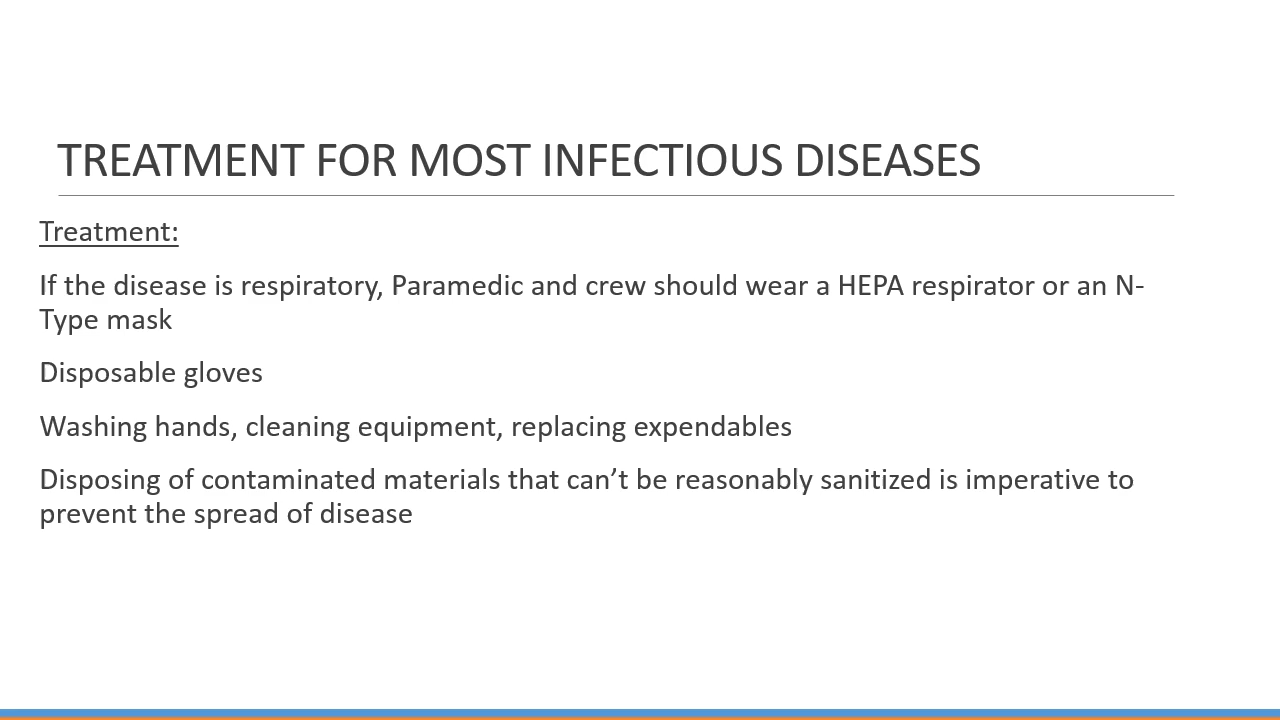 TREATMENT FOR MOST INFECTIOUS DISEASES
Treatment:
If the disease is respiratory, Paramedic and crew should wear a HEPA respirator or an N-
Type mask
Disposable gloves
Washing hands, cleaning equipment, replacing expendables
Disposing of contaminated materials that can’t be reasonably sanitized is imperative to
prevent the spread of disease